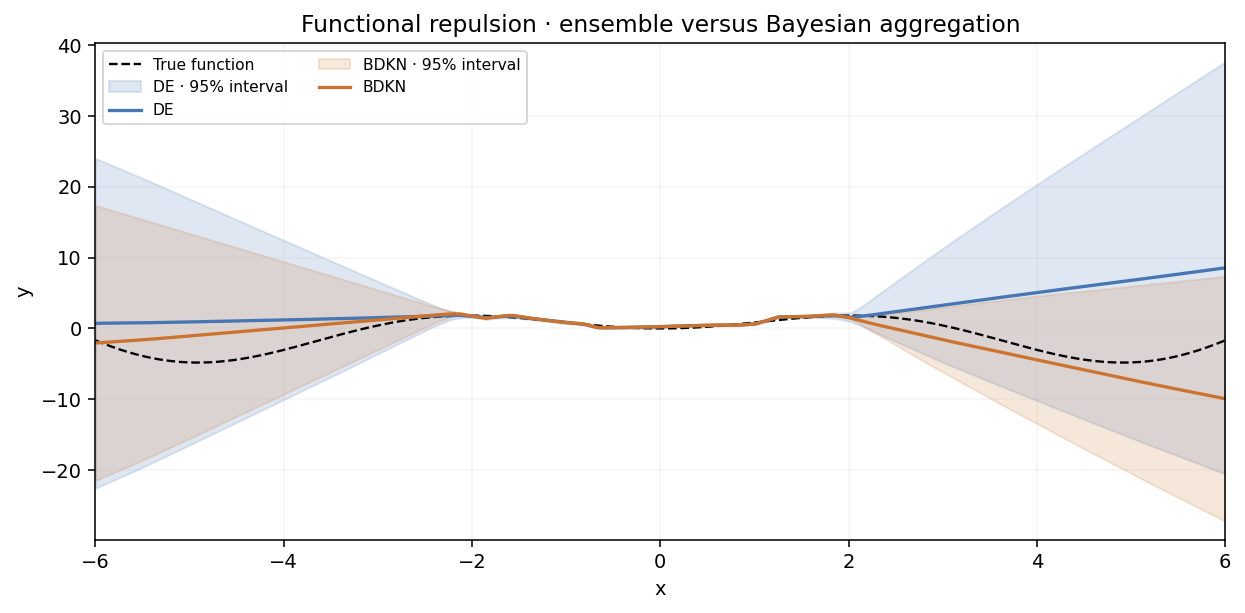 Functional repulsion · ensemble versus Bayesian aggregation
True function
DE · 95% interval
DE
BDKN · 95% interval
BDKN
40
30
20
10
0
−10
−20
y
−6
−4
−2
0
2
4
6
x